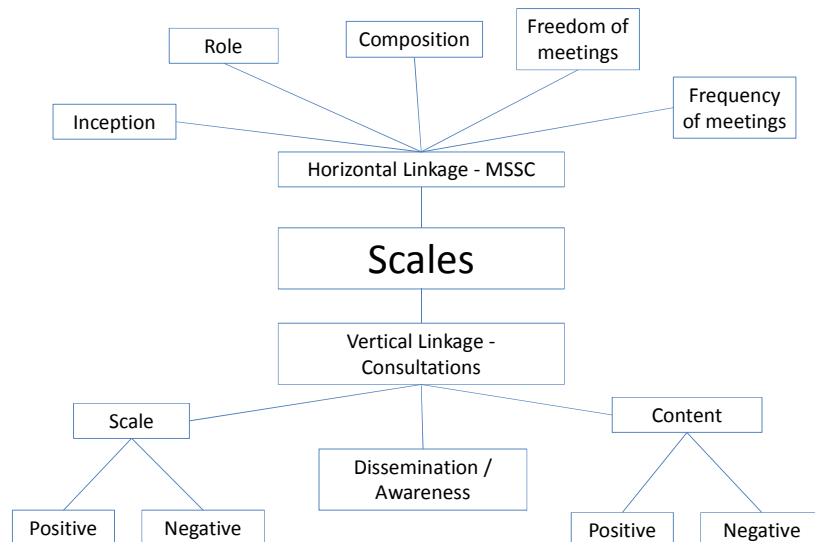 Role
Composition
Freedom of
meetings
Inception
Frequency
of meetings
Horizontal Linkage - MSSC
Scales
Vertical Linkage -
Consultations
Scale
Dissemination /
Awareness
Content
Positive
Negative
Positive
Negative